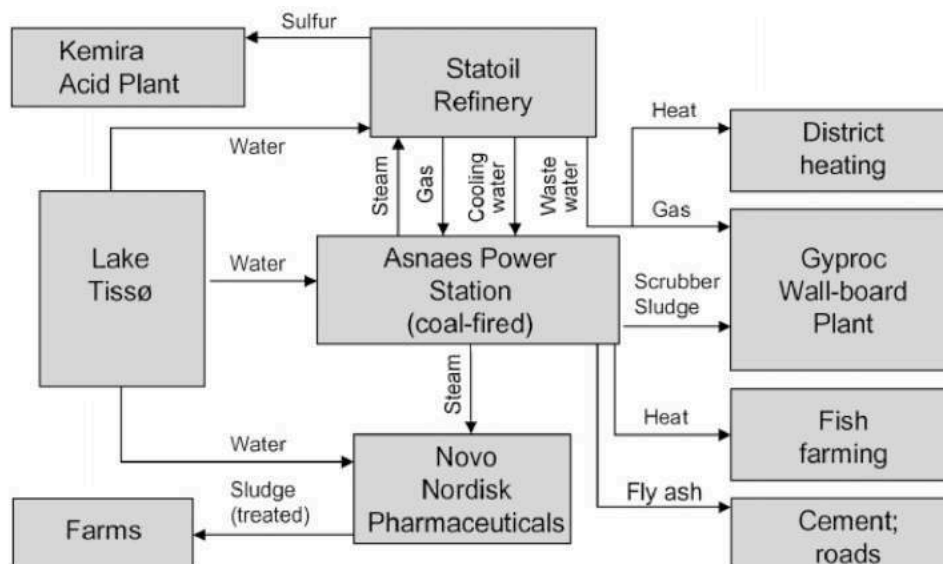 Sulfur
Kemira
Acid Plant
Statoil
Refinery
Heat
District
heating
Water
Steam
Gas
Cooling
water
Waste
water
Gas
Lake
Tissø
Water
Asnaes Power
Station
(coal-fired)
Scrubber
Sludge
Gyproc
Wall-board
Plant
Steam
Heat
Fish
farming
Water
Novo
Nordisk
Pharmaceuticals
Sludge
(treated)
Farms
Fly ash
Cement;
roads